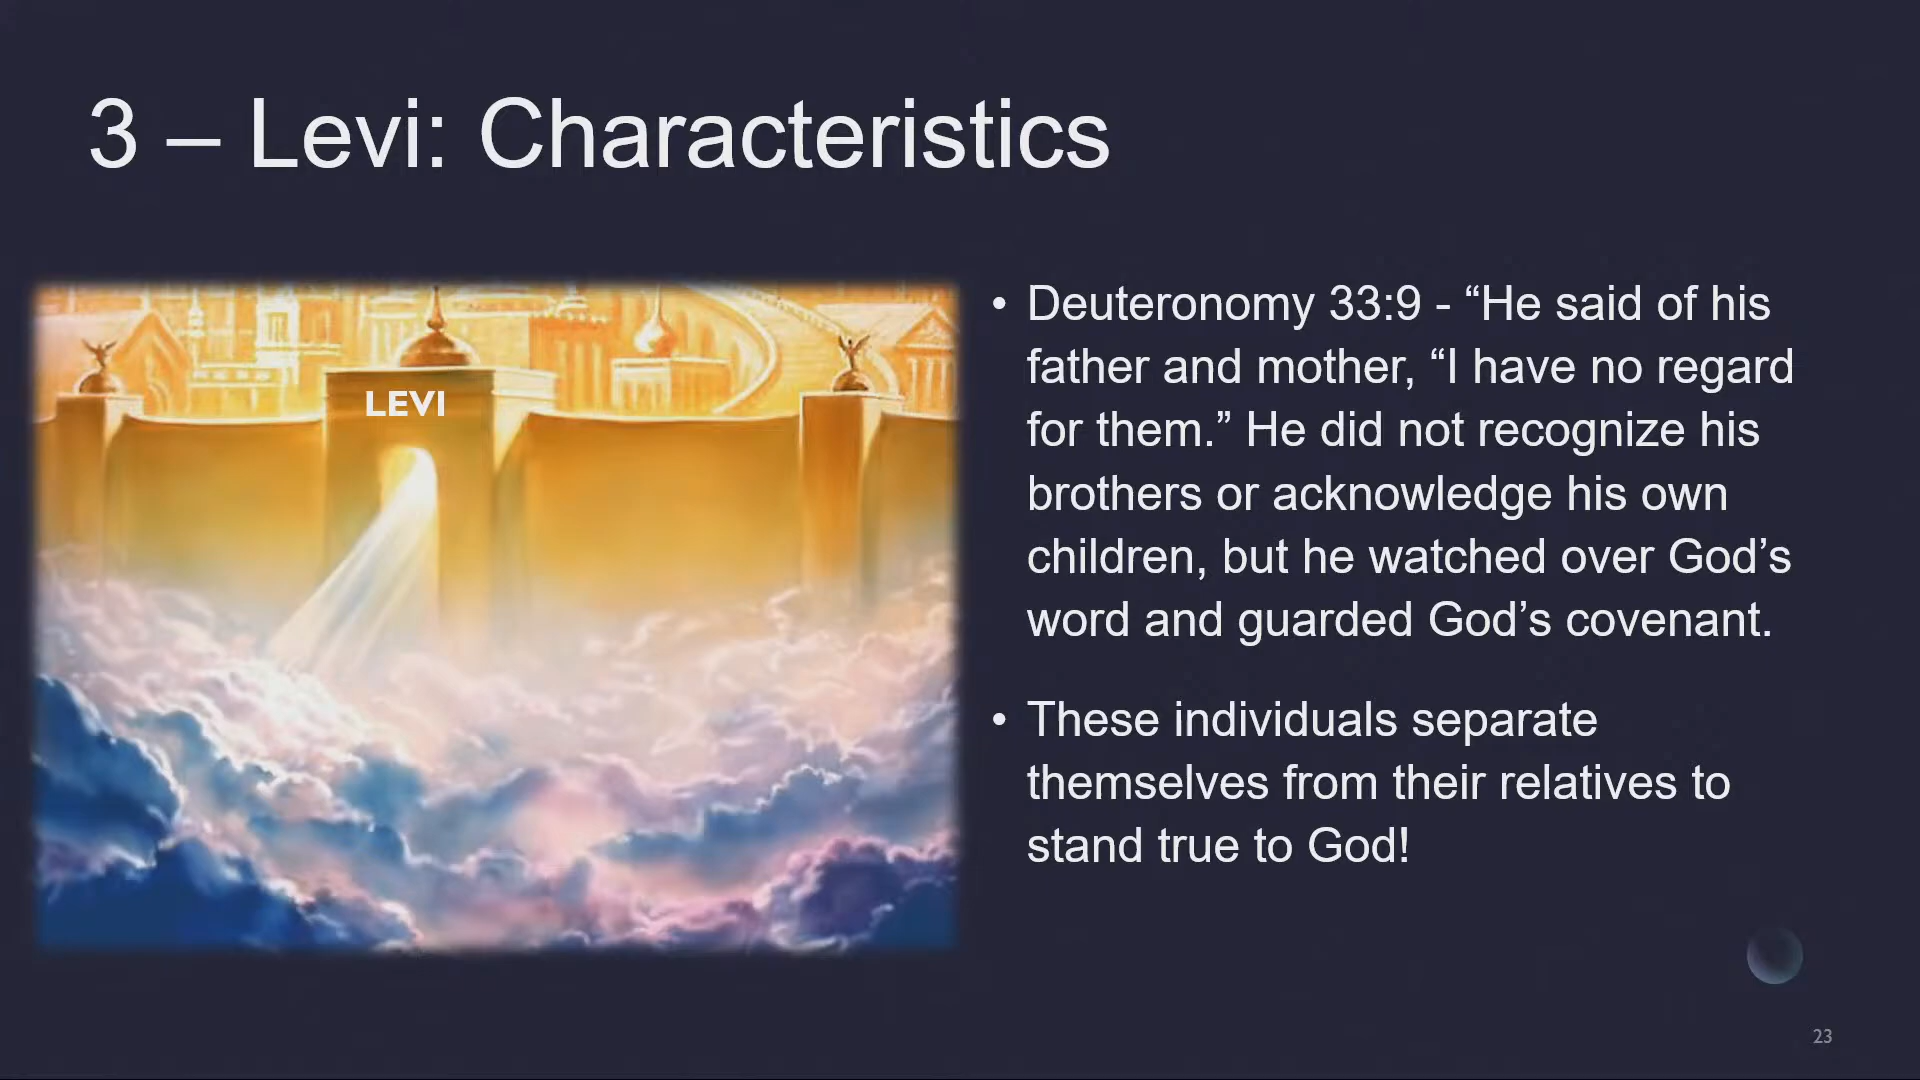 3 – Levi: Characteristics
LEVI
• Deuteronomy 33:9 - “He said of his
father and mother, “I have no regard
for them.” He did not recognize his
brothers or acknowledge his own
children, but he watched over God’s
word and guarded God’s covenant.
• These individuals separate
themselves from their relatives to
stand true to God!
23